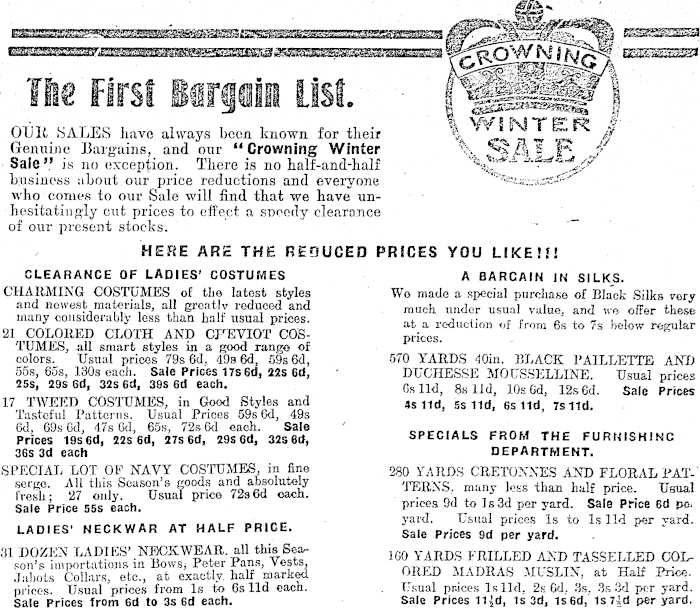 CROWNING
WINTER
SALE
The First Bargain List.
OUR SALES have always been known for their
Genuine Bargains, and our "Crowning Winter
Sale" is no exception. There is no half-and-half
business about our price reductions and everyone
who comes to our Sale will find that we have un-
hesitatingly cut prices to effect a speedy clearance
of our present stocks.
HERE ARE THE REDUCED PRICES YOU LIKE!!!
CLEARANCE OF LADIES' COSTUMES
CHARMING COSTUMES of the latest styles
and newest materials, all greatly reduced and
many considerably less than half usual prices.
21 COLORED CLOTH AND CHEVIOT COS-
TUMES, all smart styles in a good range of
colors. Usual prices 79s 6d, 49s 6d, 59s 6d,
55s, 65s, 130s each. Sale Prices 17s 6d, 22s 6d,
25s, 29s 6d, 32s 6d, 39s 6d each.
17 TWEED COSTUMES, in Good Styles and
Tasteful Patterns. Usual Prices 59s 6d, 49s
6d, 69s 6d, 47s 6d, 65s, 72s 6d each. Sale
Prices 19s 6d, 22s 6d, 27s 6d, 29s 6d, 32s 6d,
36s 3d each
SPECIAL LOT OF NAVY COSTUMES, in fine
serge. All this Season's goods and absolutely
fresh; 27 only. Usual price 72s 6d each.
Sale Price 55s each.
LADIES' NECKWAR AT HALF PRICE.
31 DOZEN LADIES' NECKWEAR, all this Sea-
son's importations in Bows, Peter Pans, Vests,
Jabots Collars, etc., at exactly half marked
prices. Usual prices from 1s to 6s 11d each.
Sale Prices from 6d to 3s 6d each.
A BARGAIN IN SILKS.
We made a special purchase of Black Silks very
much under usual value, and we offer these
at a reduction of from 6s to 7s below regular
prices.
570 YARDS 40in. BLACK PAILLETTE AND
DUCHESSE MOUSSELLINE. Usual prices
6s 11d, 8s 11d, 10s 6d, 12s 6d. Sale Prices
4s 11d, 5s 11d, 6s 11d, 7s 11d.
SPECIALS FROM THE FURNISHING
DEPARTMENT.
280 YARDS CRETONNES AND FLORAL PAT-
TERNS, many less than half price. Usual
prices 9d to 1s 3d per yard. Sale Price 6d per
yard. Usual prices 1s to 1s 11d per yard.
Sale Prices 9d per yard.
160 YARDS FRILLED AND TASSELLED COL-
ORED MADRAS MUSLIN, at Half Price.
Usual prices 1s 11d, 2s 6d, 3s, 3s 3d per yard.
Sale Prices 11½d, 1s 3d, 1s 6d, 1s 7½d per yard.